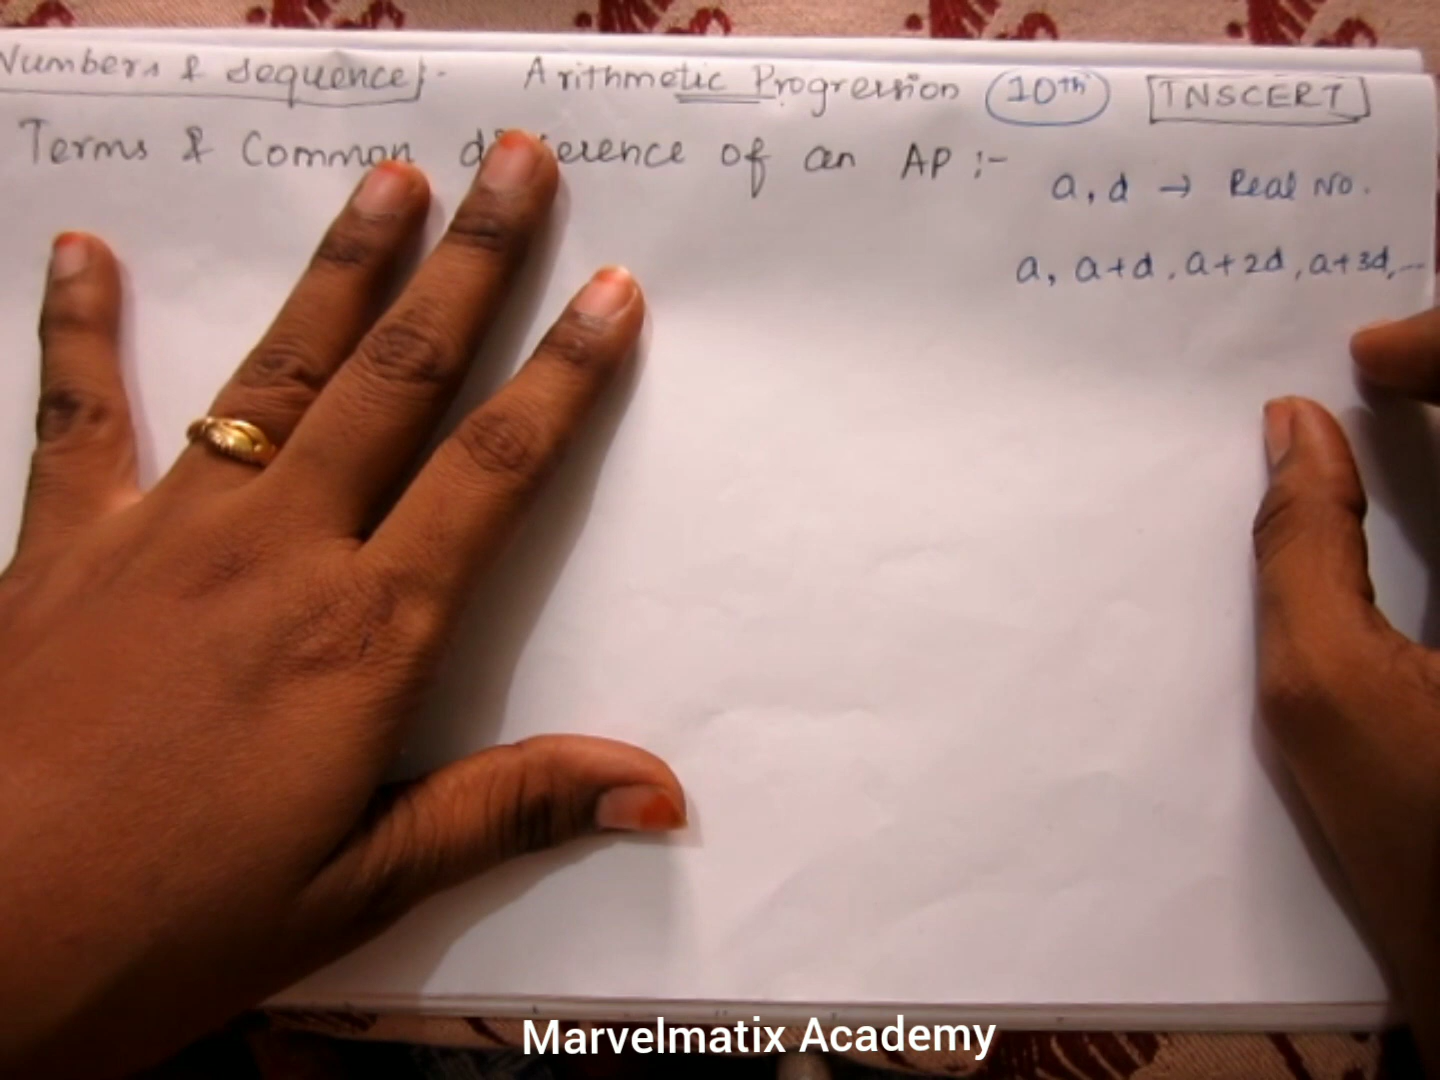 Numbers & Sequence :- Arithmetic Progression 10th TNSCERT
Terms & Common difference of an AP :-
a, d → Real No.
a, a+d, a+2d, a+3d, ...
Marvelmatix Academy